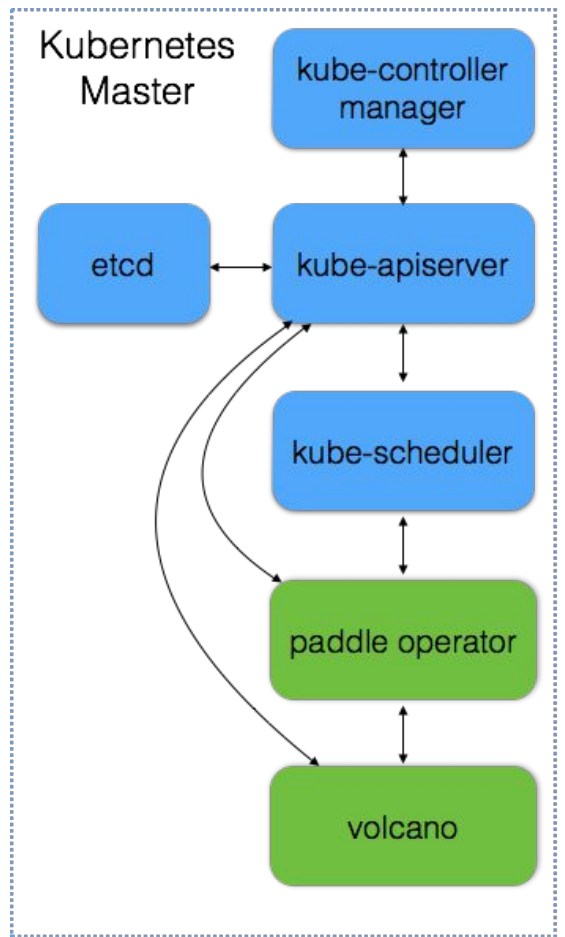 Kubernetes
Master
kube-controller
manager
etcd
kube-apiserver
kube-scheduler
paddle operator
volcano